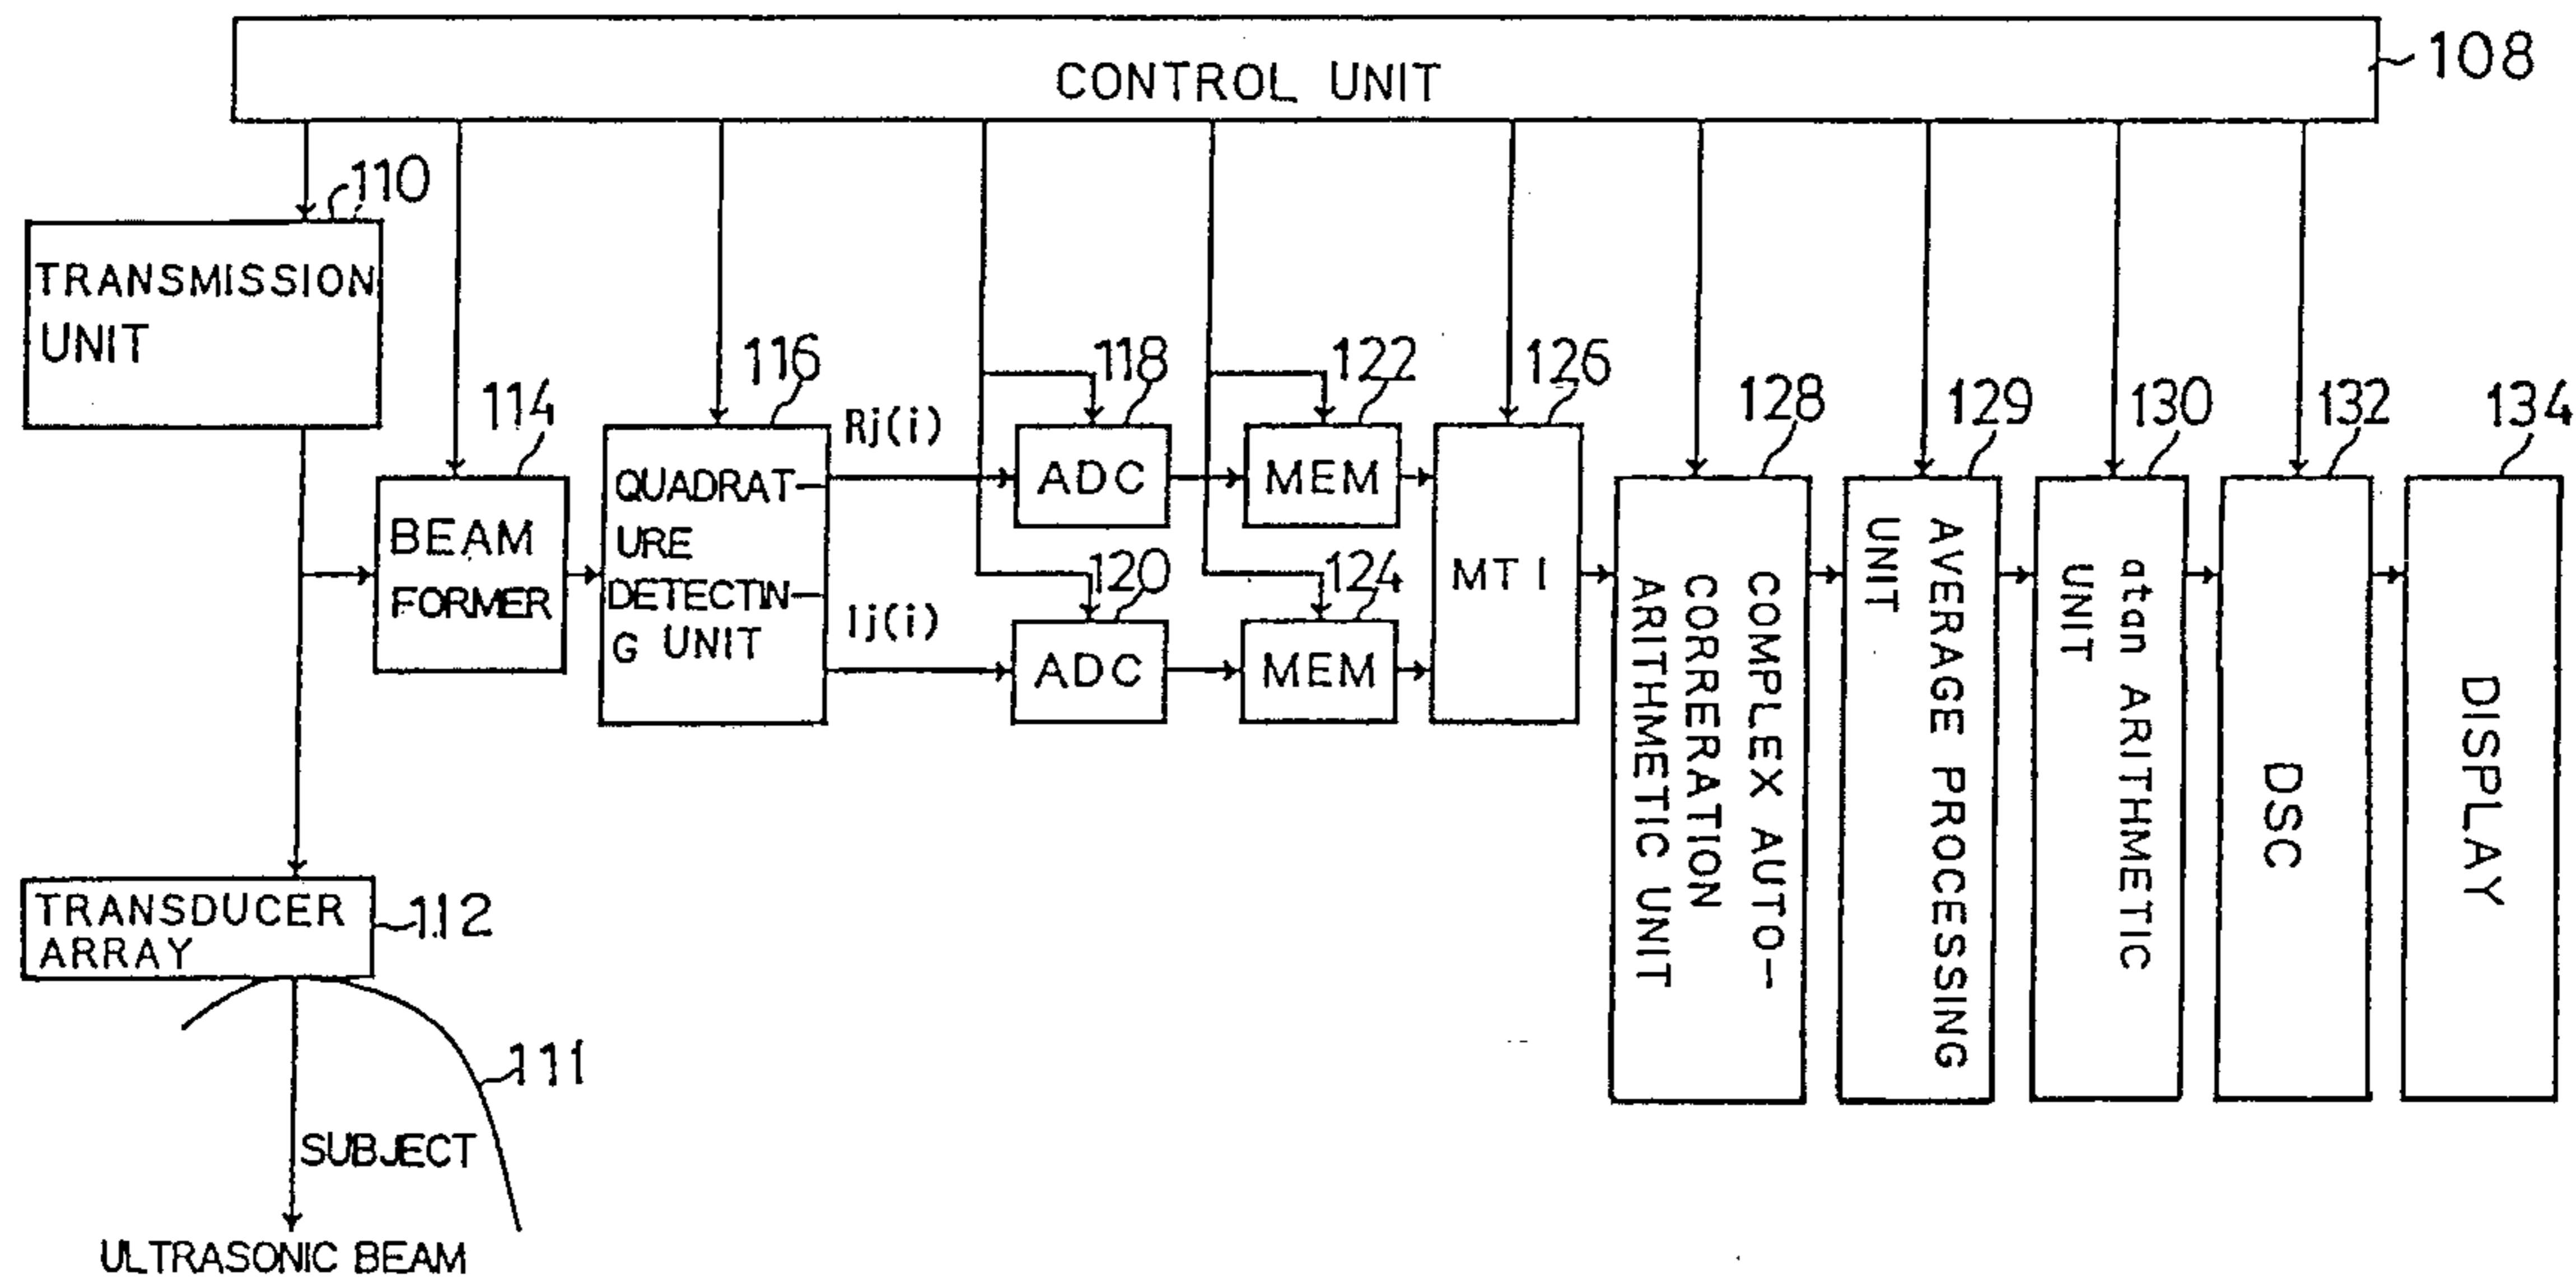 CONTROL UNIT
108
110
TRANSMISSION
UNIT
114
BEAM
FORMER
116
QUADRAT-
URE
DETECTIN-
G UNIT
Rj(i)
Ij(i)
118
ADC
120
ADC
122
MEM
124
MEM
126
MTI
128
COMPLEX AUTO-
CORRERATION
ARITHMETIC UNIT
129
AVERAGE PROCESSING
UNIT
130
atan ARITHMETIC
UNIT
132
DSC
134
DISPLAY
TRANSDUCER
ARRAY
112
111
SUBJECT
ULTRASONIC BEAM